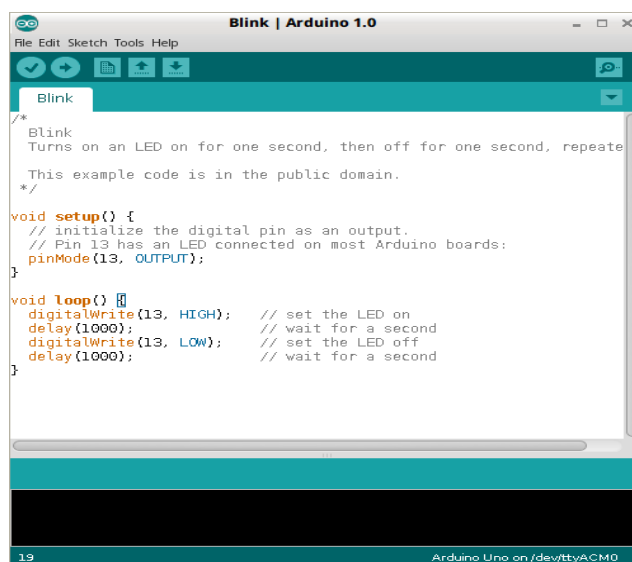 Blink | Arduino 1.0
File Edit Sketch Tools Help
Blink
/*
  Blink
  Turns on an LED on for one second, then off for one second, repeate
  This example code is in the public domain.
 */
void setup() {
  // initialize the digital pin as an output.
  // Pin 13 has an LED connected on most Arduino boards:
  pinMode(13, OUTPUT);
}
void loop() {
  digitalWrite(13, HIGH);   // set the LED on
  delay(1000);              // wait for a second
  digitalWrite(13, LOW);    // set the LED off
  delay(1000);              // wait for a second
}
19 Arduino Uno on /dev/ttyACM0